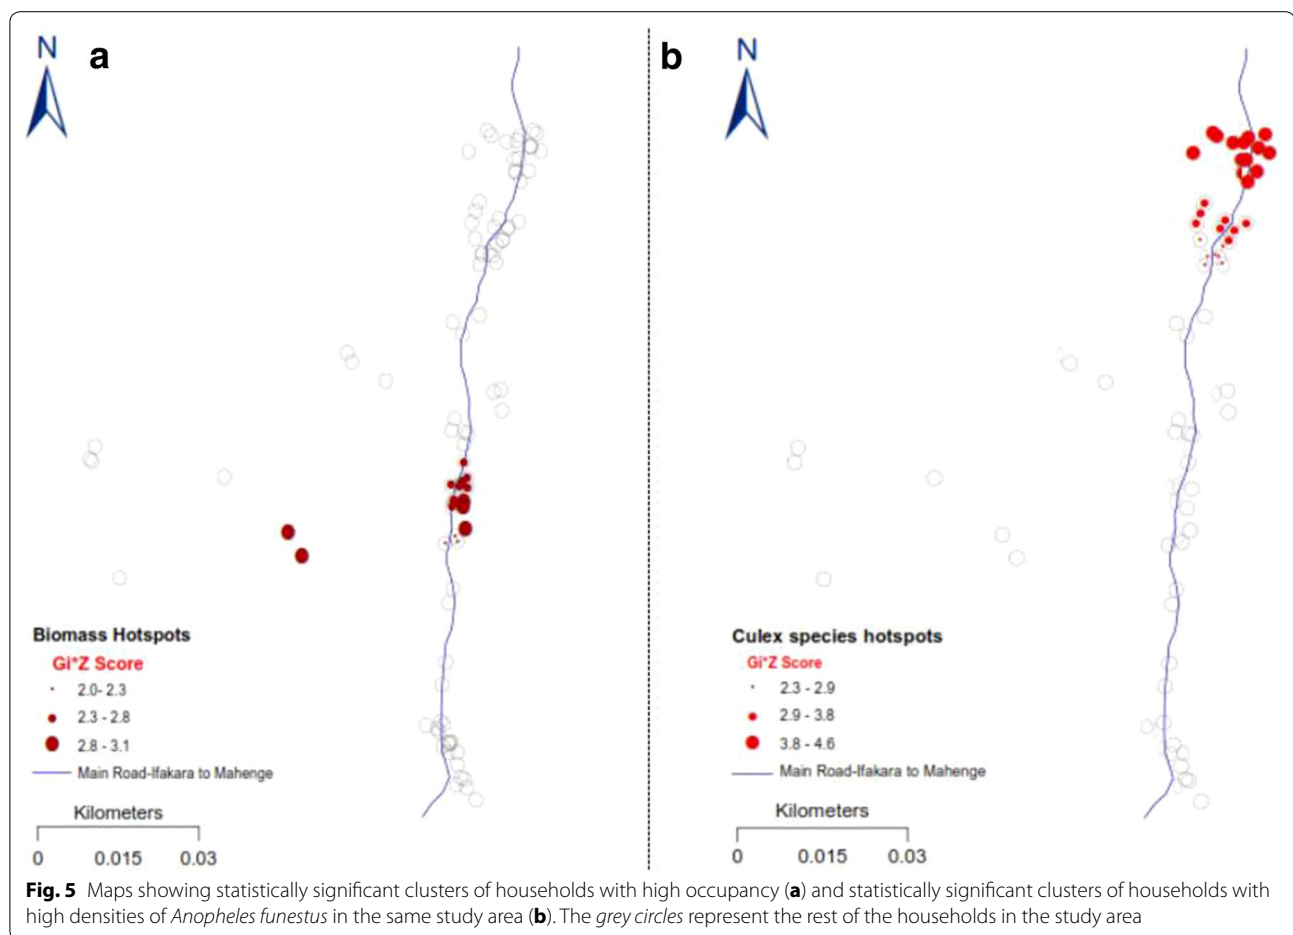 N
a
Biomass Hotspots
Gi*Z Score
2.0- 2.3
2.3 - 2.8
2.8 - 3.1
Main Road-Ifakara to Mahenge
Kilometers
0 0.015 0.03
N
b
Culex species hotspots
Gi*Z Score
2.3 - 2.9
2.9 - 3.8
3.8 - 4.6
Main Road-Ifakara to Mahenge
Kilometers
0 0.015 0.03
Fig. 5 Maps showing statistically significant clusters of households with high occupancy (a) and statistically significant clusters of households with
high densities of Anopheles funestus in the same study area (b). The grey circles represent the rest of the households in the study area